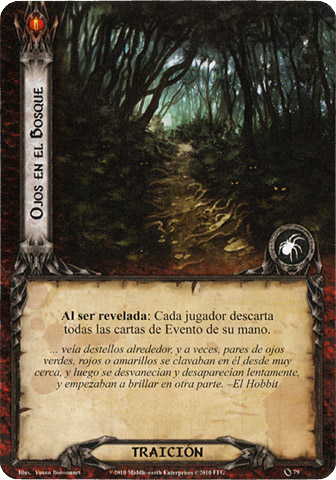 OJOS EN EL BOSQUE
Al ser revelada: Cada jugador descarta
todas las cartas de Evento de su mano.
... veía destellos alrededor, y a veces, pares de ojos
verdes, rojos o amarillos se clavaban en él desde muy
cerca, y luego se desvanecían y desaparecían lentamente,
y empezaban a brillar en otra parte. –El Hobbit
TRAICIÓN
Illus. Yoann Boissonnet
©2010 Middle-earth Enterprises ©2010 FFG
79